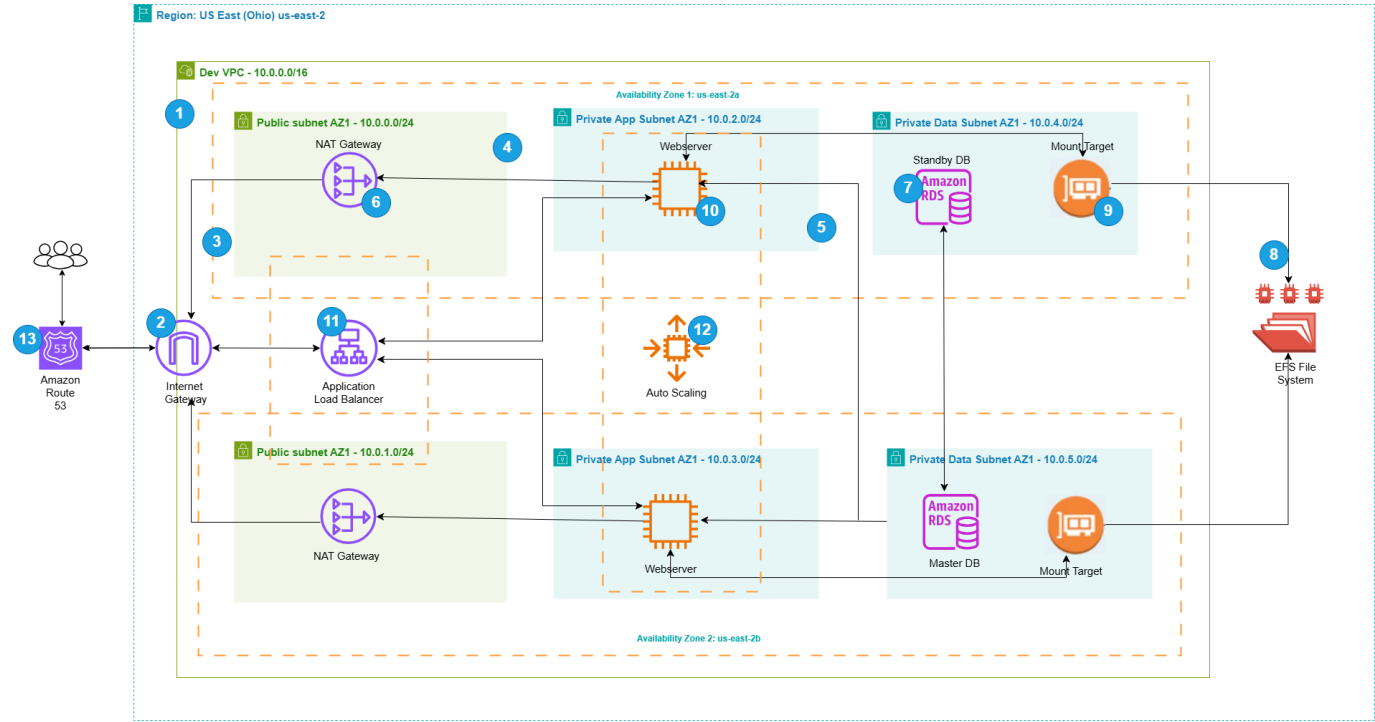 Region: US East (Ohio) us-east-2
Dev VPC - 10.0.0.0/16
Availability Zone 1: us-east-2a
1
Public subnet AZ1 - 10.0.0.0/24
NAT Gateway
6
4
3
Private App Subnet AZ1 - 10.0.2.0/24
Webserver
10
5
Private Data Subnet AZ1 - 10.0.4.0/24
Standby DB
Amazon
RDS
7
Mount Target
9
8
EFS File
System
13
53
Amazon
Route
53
2
Internet
Gateway
11
Application
Load Balancer
12
Auto Scaling
Public subnet AZ1 - 10.0.1.0/24
NAT Gateway
Private App Subnet AZ1 - 10.0.3.0/24
Webserver
Private Data Subnet AZ1 - 10.0.5.0/24
Amazon
RDS
Master DB
Mount Target
Availability Zone 2: us-east-2b